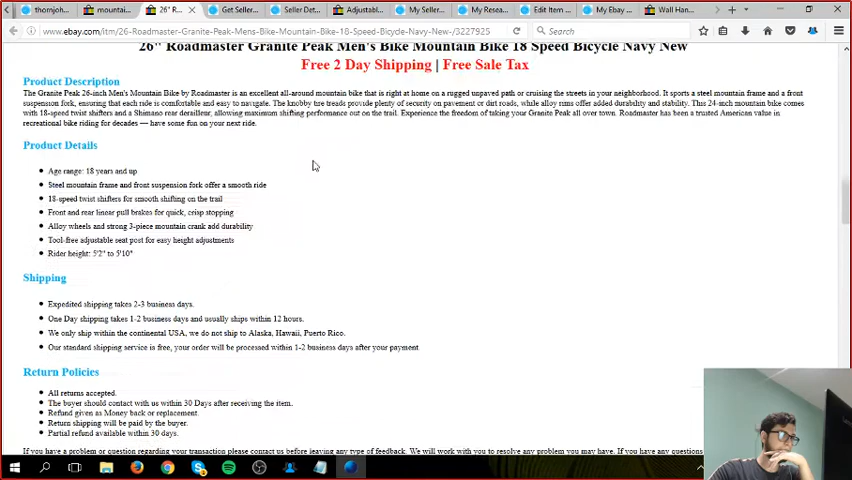 thornjoh...
mountai...
26" R...
Get Seller...
Seller Det...
Adjustabl...
My Seller...
My Resea...
Edit Item ...
My Ebay ...
Wall Han...
www.ebay.com/itm/26-Roadmaster-Granite-Peak-Mens-Bike-Mountain-Bike-18-Speed-Bicycle-Navy-New-/3227925
Search
26" Roadmaster Granite Peak Men's Bike Mountain Bike 18 Speed Bicycle Navy New
Free 2 Day Shipping | Free Sale Tax
Product Description
The Granite Peak 26-inch Men's Mountain Bike by Roadmaster is an excellent all-around mountain bike that is right at home on a rugged unpaved path or cruising the streets in your neighborhood. It sports a steel mountain frame and a front
suspension fork, ensuring that each ride is comfortable and easy to navigate. The knobby tire treads provide plenty of security on pavement or dirt roads, while alloy rims offer added durability and stability. This 24-inch mountain bike comes
with 18-speed twist shifters and a Shimano rear derailleur, allowing maximum shifting performance out on the trail. Experience the freedom of taking your Granite Peak all over town. Roadmaster has been a trusted American value in
recreational bike riding for decades — have some fun on your next ride.
Product Details
• Age range: 18 years and up
• Steel mountain frame and front suspension fork offer a smooth ride
• 18-speed twist shifters for smooth shifting on the trail
• Front and rear linear pull brakes for quick, crisp stopping
• Alloy wheels and strong 3-piece mountain crank add durability
• Tool-free adjustable seat post for easy height adjustments
• Rider height: 5'2" to 5'10"
Shipping
• Expedited shipping takes 2-3 business days.
• One Day shipping takes 1-2 business days and usually ships within 12 hours.
• We only ship within the continental USA, we do not ship to Alaska, Hawaii, Puerto Rico.
• Our standard shipping service is free, your order will be processed within 1-2 business days after your payment.
Return Policies
• All returns accepted.
• The buyer should contact with us within 30 Days after receiving the item.
• Refund given as Money back or replacement.
• Return shipping will be paid by the buyer.
• Partial refund available within 30 days.
If you have a problem or question regarding your transaction please contact us before leaving any type of feedback. We will work with you to resolve any problem you may have. If you have any questions